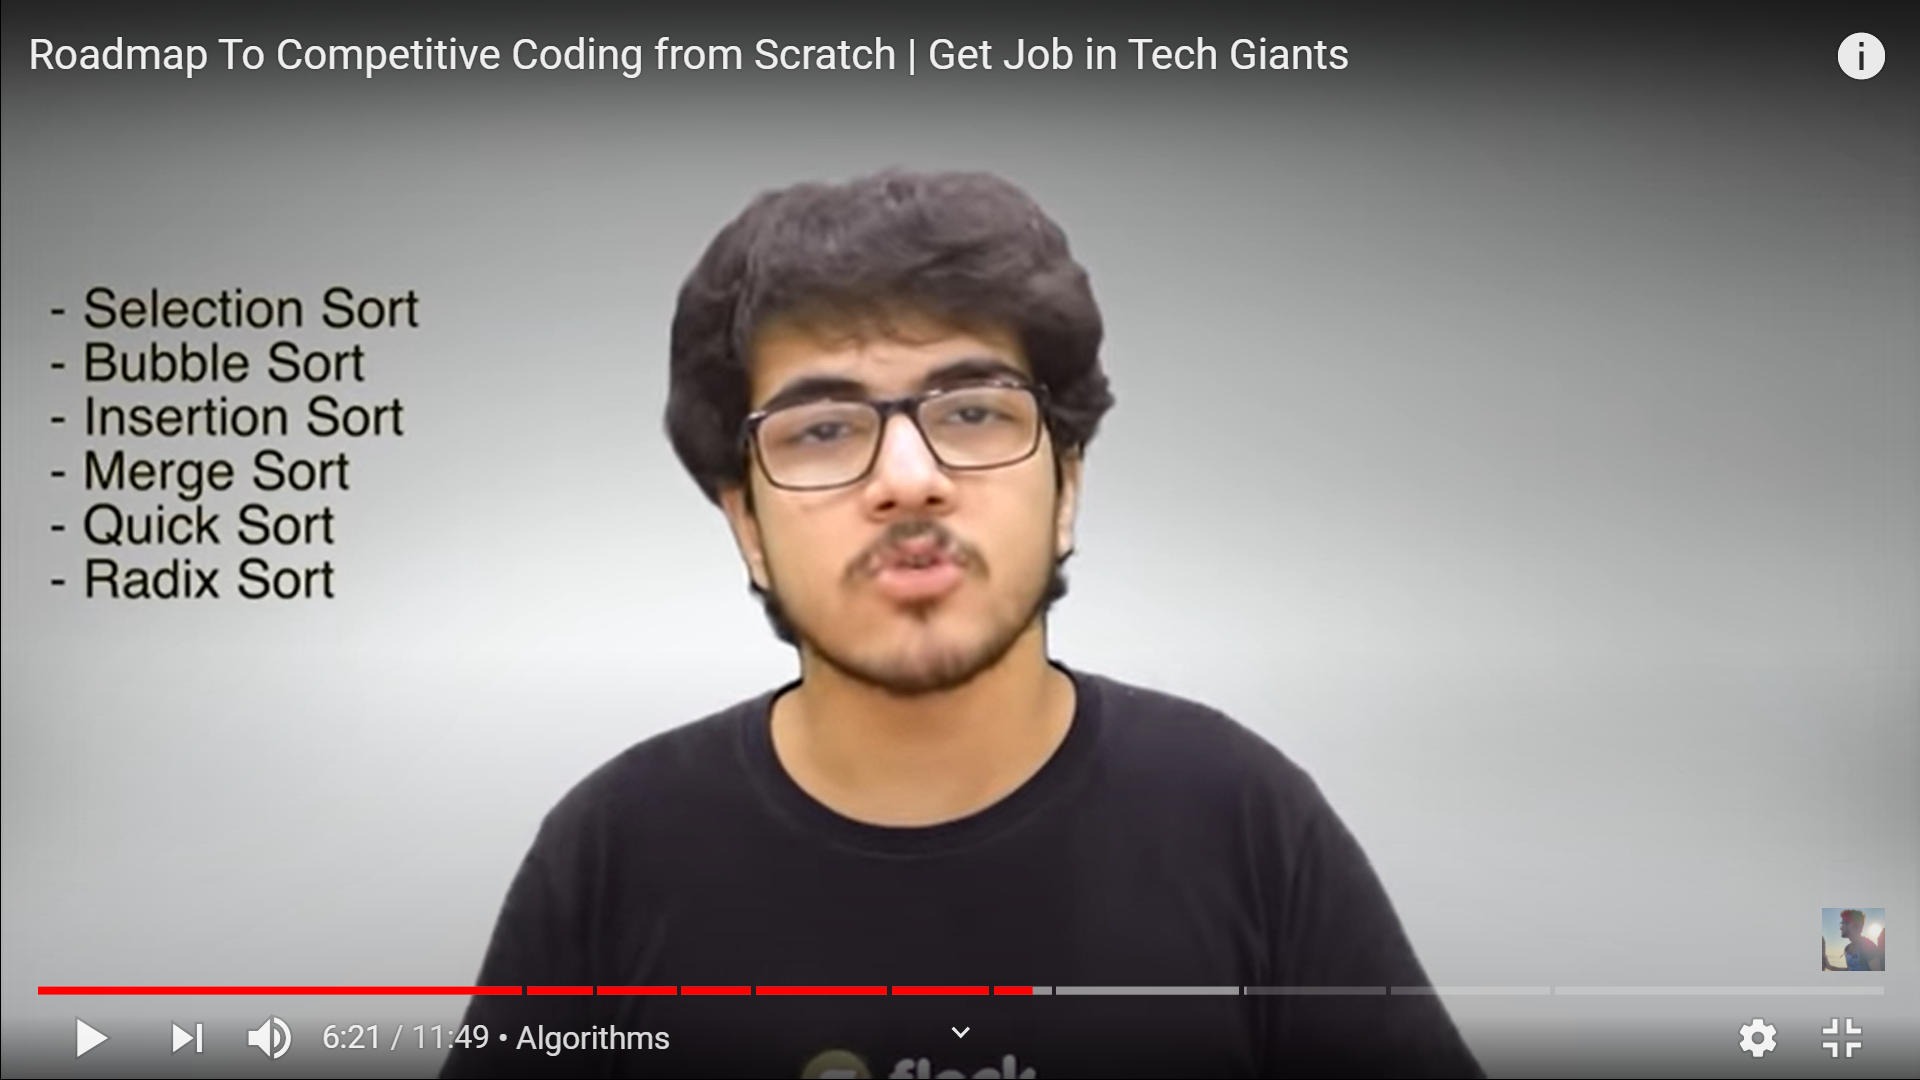 Roadmap To Competitive Coding from Scratch | Get Job in Tech Giants
- Selection Sort
- Bubble Sort
- Insertion Sort
- Merge Sort
- Quick Sort
- Radix Sort
6:21 / 11:49 • Algorithms